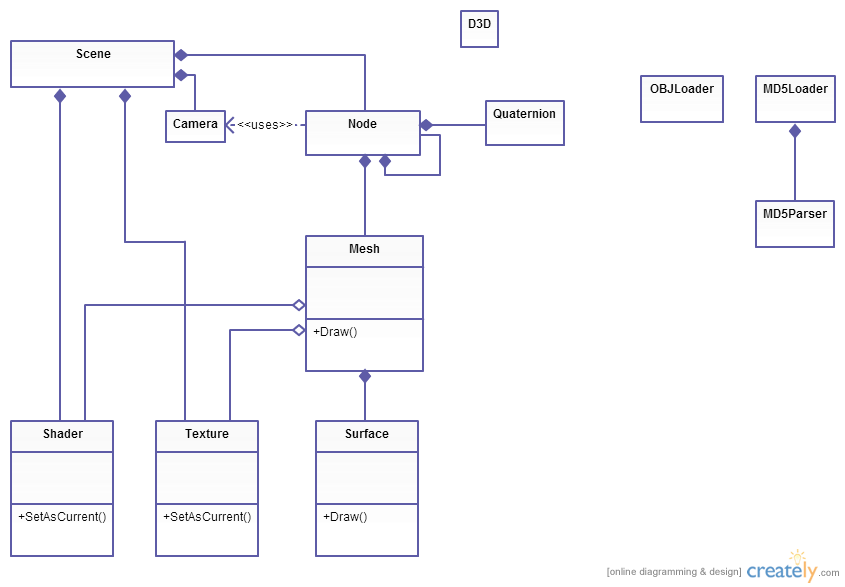 D3D
Scene
OBJLoader
MD5Loader
Camera
<<uses>>
Node
Quaternion
MD5Parser
Mesh
+Draw()
Shader
Texture
Surface
+SetAsCurrent()
+SetAsCurrent()
+Draw()
[online diagramming & design] creately.com